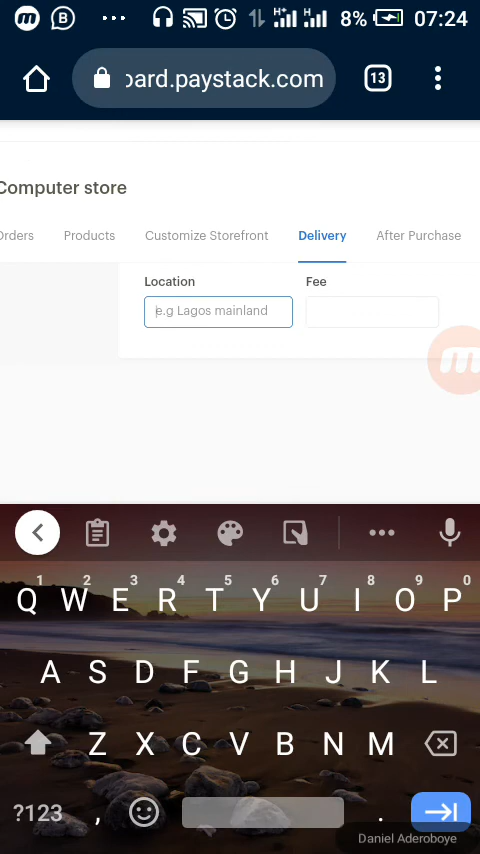 B ... H+ H 8% 07:24
oard.paystack.com 13
Computer store
Orders Products Customize Storefront Delivery After Purchase
Location Fee
e.g Lagos mainland
1 2 3 4 5 6 7 8 9 0
Q W E R T Y U I O P
A S D F G H J K L
Z X C V B N M
?123 , .
Daniel Aderoboye